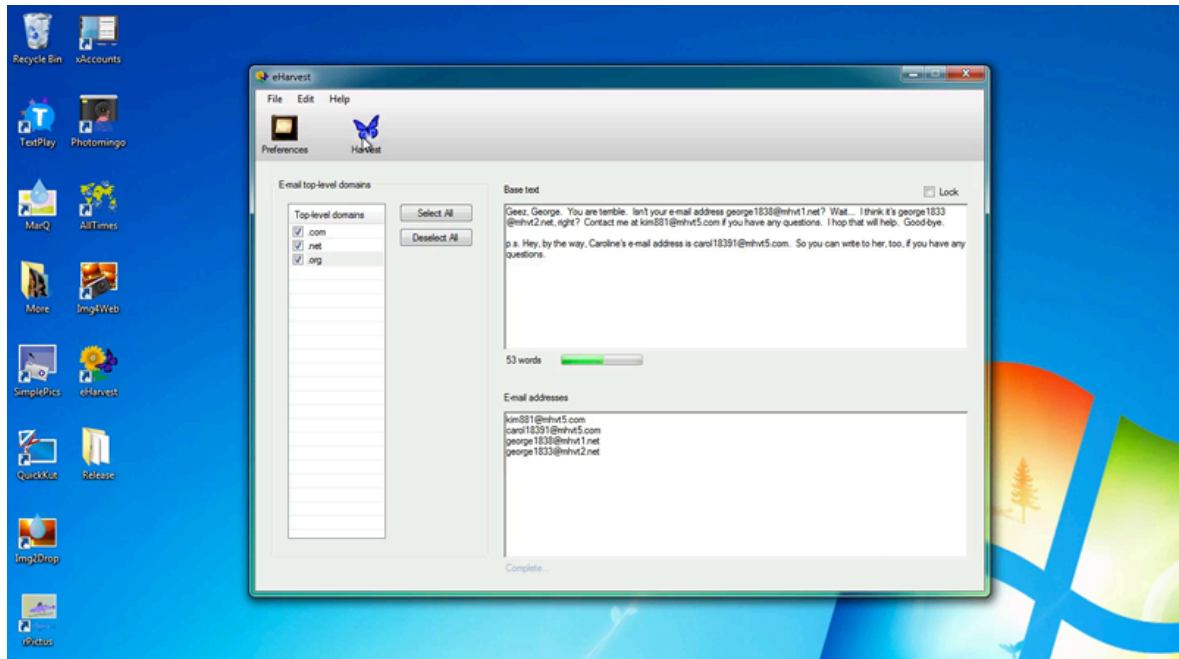 Recycle Bin
xAccounts
TextPlay
Photomingo
MarQ
AllTimes
More
Img4Web
SimplePics
eHarvest
QuickKut
Release
Img2Drop
rPictus
eHarvest
File Edit Help
Preferences
Harvest
E-mail top-level domains
Top-level domains
.com
.net
.org
Select All
Deselect All
Base text
Lock
Geez, George. You are terrible. Isn't your e-mail address george1838@mhvt1.net? Wait... I think it's george1833
@mhvt2.net, right? Contact me at kim881@mhvt5.com if you have any questions. I hop that will help. Good-bye.
p.s. Hey, by the way, Caroline's e-mail address is carol18391@mhvt5.com. So you can write to her, too, if you have any
questions.
53 words
E-mail addresses
kim881@mhvt5.com
carol18391@mhvt5.com
george1838@mhvt1.net
george1833@mhvt2.net
Complete...